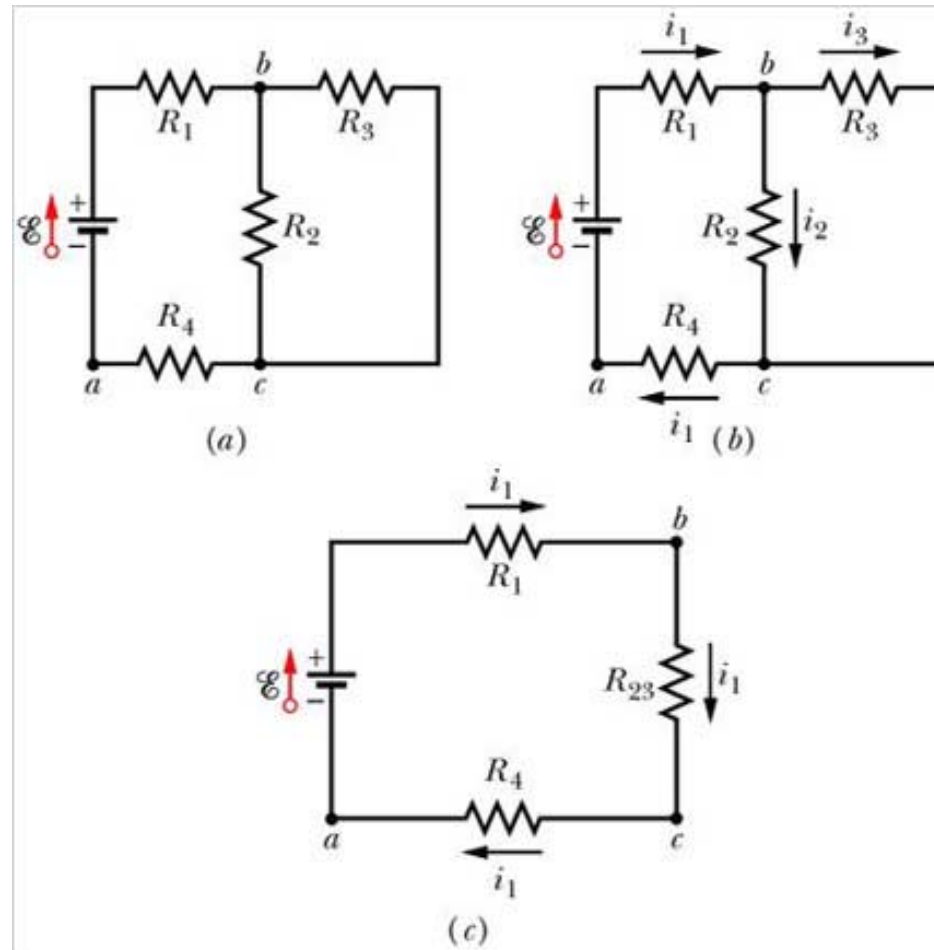 b
R1
R3
+
ℰ
−
R2
R4
a
c
(a)
i1
i3
b
R1
R3
+
ℰ
−
R2
i2
R4
a
c
i1
(b)
i1
b
R1
+
ℰ
−
R23
i1
R4
a
c
i1
(c)